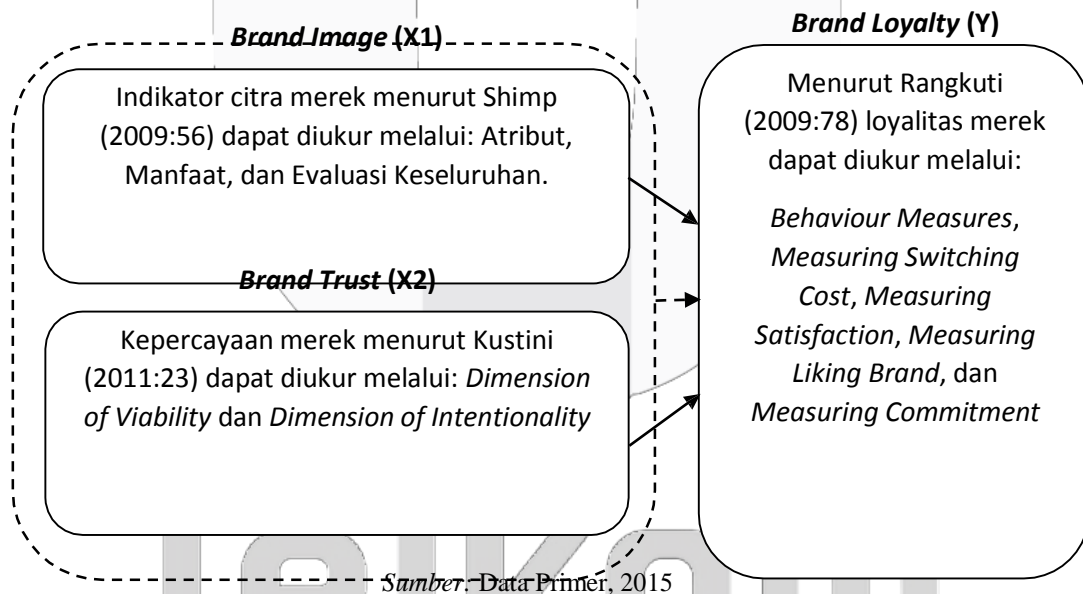 Brand Image (X1)
Indikator citra merek menurut Shimp
(2009:56) dapat diukur melalui: Atribut,
Manfaat, dan Evaluasi Keseluruhan.
Brand Trust (X2)
Kepercayaan merek menurut Kustini
(2011:23) dapat diukur melalui: Dimension
of Viability dan Dimension of Intentionality
Brand Loyalty (Y)
Menurut Rangkuti
(2009:78) loyalitas merek
dapat diukur melalui:
Behaviour Measures,
Measuring Switching
Cost, Measuring
Satisfaction, Measuring
Liking Brand, dan
Measuring Commitment
Sumber: Data Primer, 2015